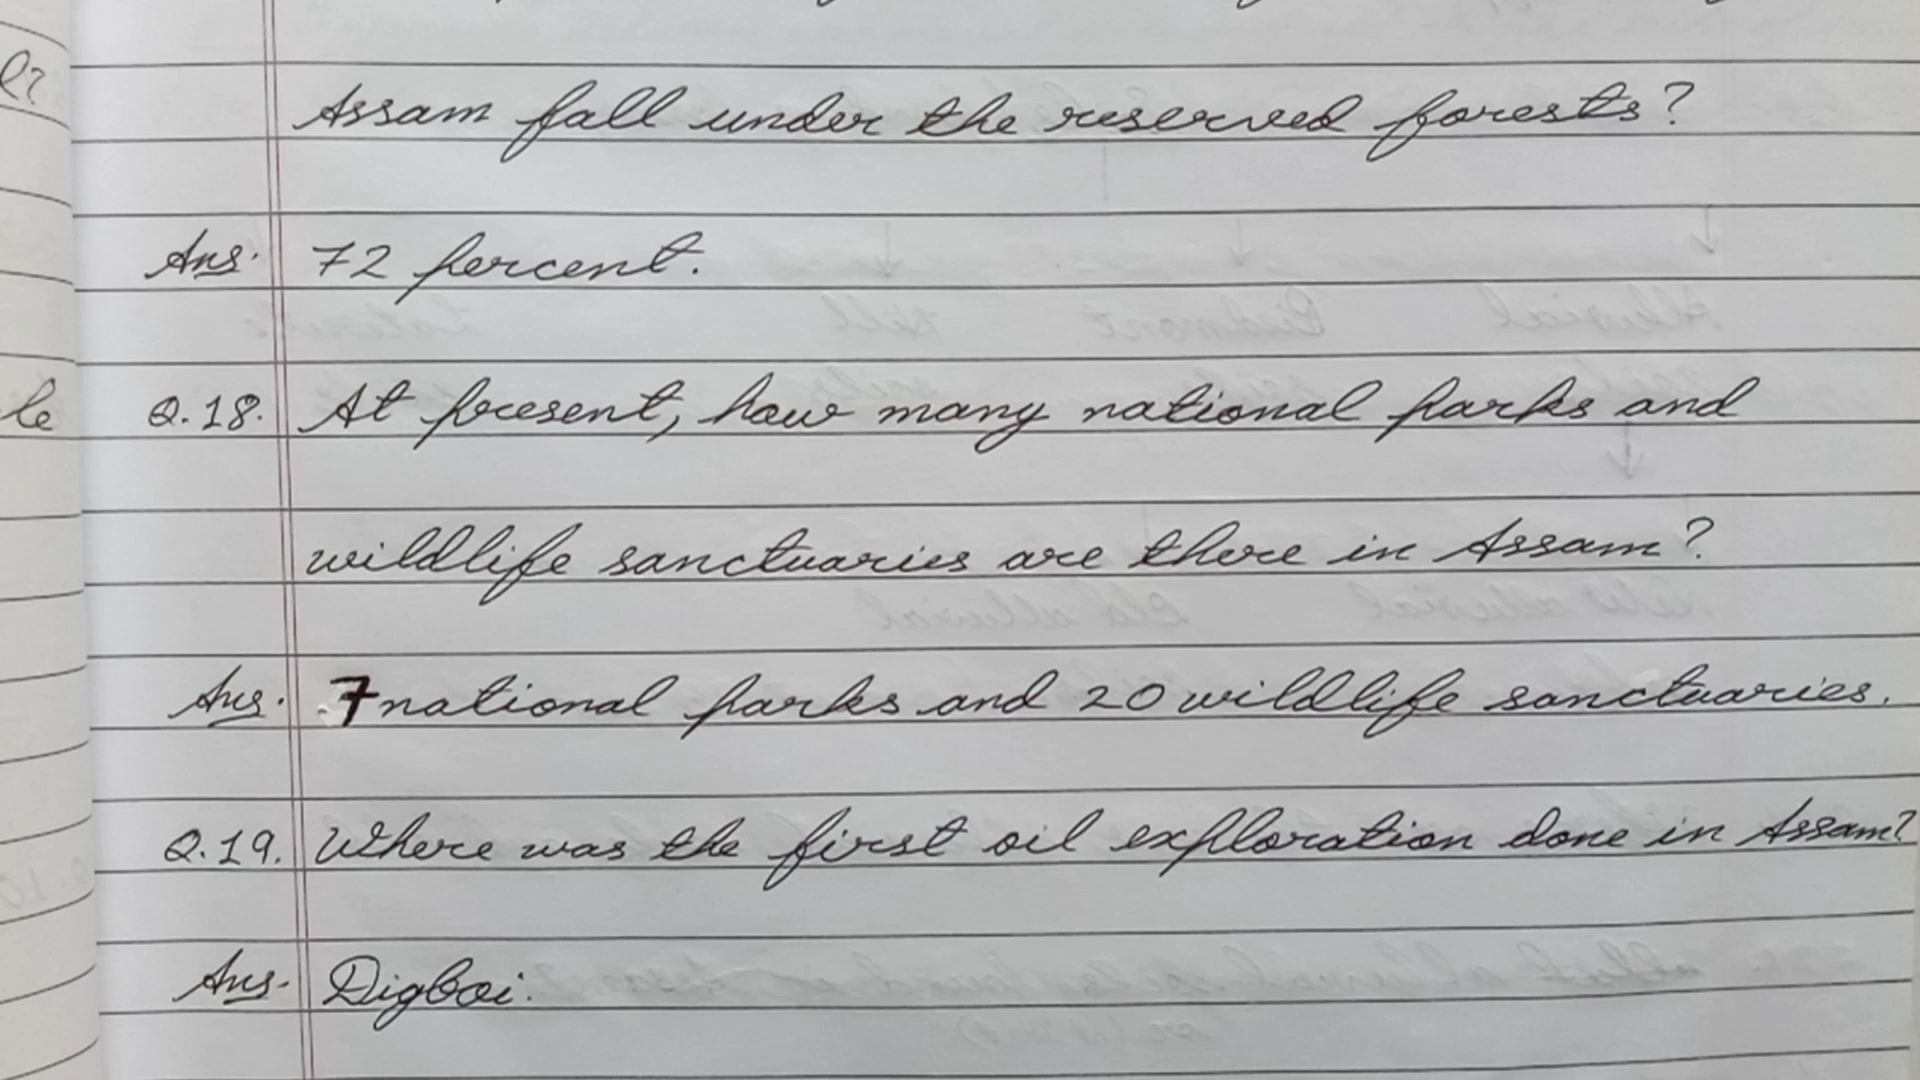 Assam fall under the reserved forests?
Ans. 72 percent.
Q.18. At present, how many national parks and
wildlife sanctuaries are there in Assam?
Ans. 7 national parks and 20 wildlife sanctuaries.
Q.19. Where was the first oil exploration done in Assam?
Ans. Digboi.